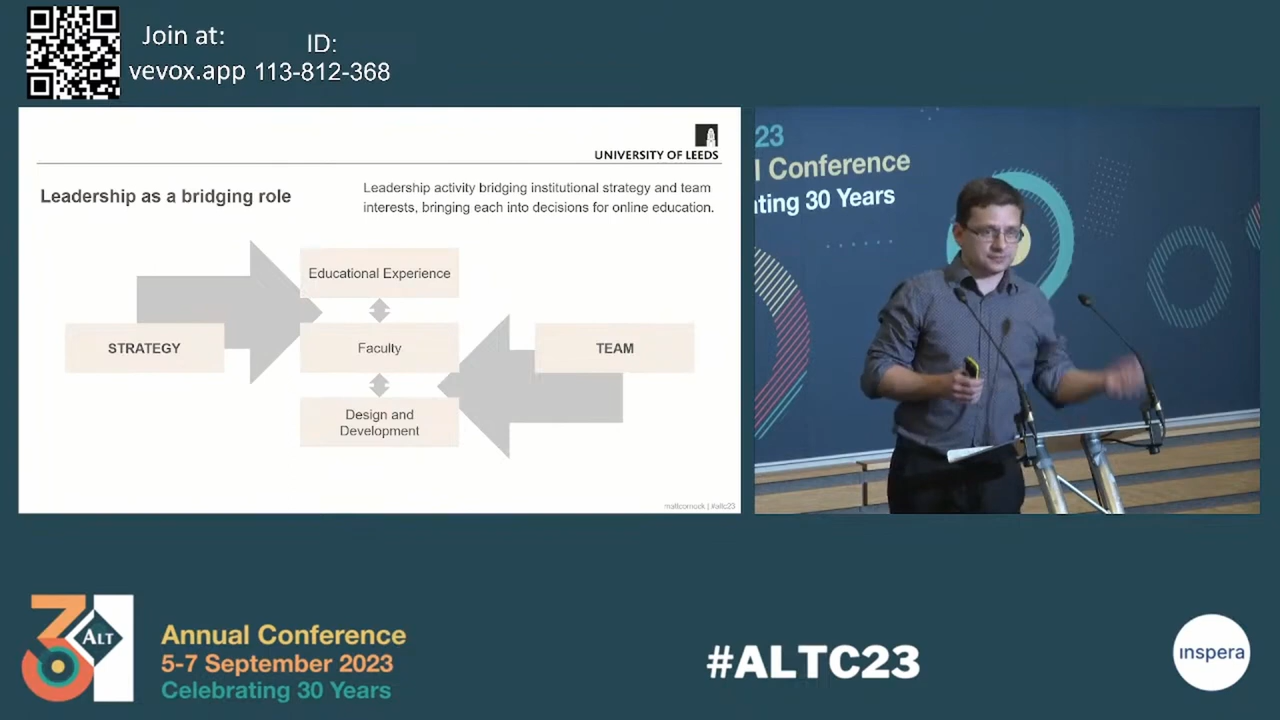 Join at:
vevox.app
ID:
113-812-368
UNIVERSITY OF LEEDS
Leadership as a bridging role
Leadership activity bridging institutional strategy and team
interests, bringing each into decisions for online education.
Educational Experience
STRATEGY
Faculty
TEAM
Design and
Development
mattcornock | #altc23
23
l Conference
ting 30 Years
ALT
Annual Conference
5-7 September 2023
Celebrating 30 Years
#ALTC23
inspera